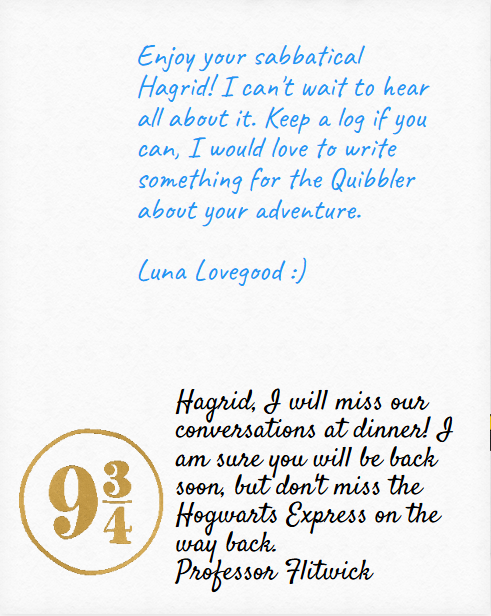 Enjoy your sabbatical
Hagrid! I can't wait to hear
all about it. Keep a log if you
can, I would love to write
something for the Quibbler
about your adventure.
Luna Lovegood :)
Hagrid, I will miss our
conversations at dinner! I
am sure you will be back
soon, but don't miss the
Hogwarts Express on the
way back.
Professor Flitwick
9 3/4